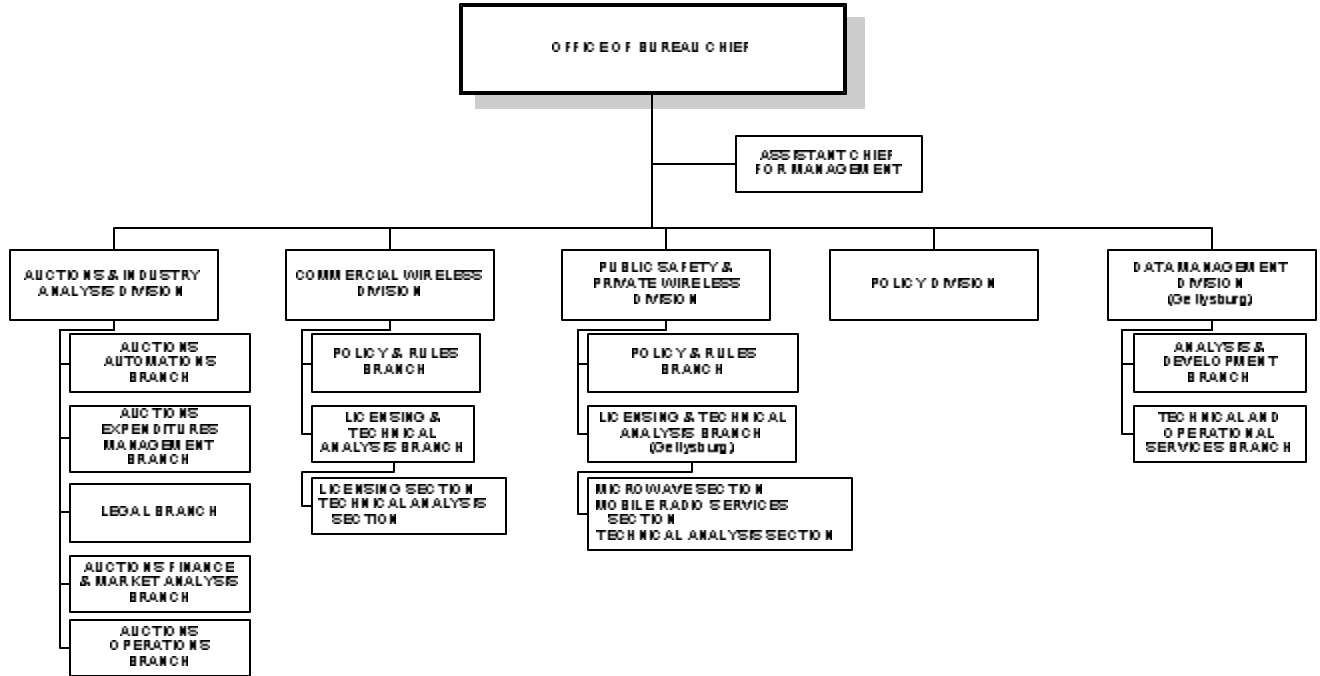 OFFICE OF BUREAU CHIEF
ASSISTANT CHIEF
FOR MANAGEMENT
AUCTIONS & INDUSTRY
ANALYSIS DIVISION
AUCTIONS
AUTOMATIONS
BRANCH
AUCTIONS
EXPENDITURES
MANAGEMENT
BRANCH
LEGAL BRANCH
AUCTIONS FINANCE
& MARKET ANALYSIS
BRANCH
AUCTIONS
OPERATIONS
BRANCH
COMMERCIAL WIRELESS
DIVISION
POLICY & RULES
BRANCH
LICENSING &
TECHNICAL
ANALYSIS BRANCH
LICENSING SECTION
TECHNICAL ANALYSIS
SECTION
PUBLIC SAFETY &
PRIVATE WIRELESS
DIVISION
POLICY & RULES
BRANCH
LICENSING & TECHNICAL
ANALYSIS BRANCH
(Gettysburg)
MICROWAVE SECTION
MOBILE RADIO SERVICES
SECTION
TECHNICAL ANALYSIS SECTION
POLICY DIVISION
DATA MANAGEMENT
DIVISION
(Gettysburg)
ANALYSIS &
DEVELOPMENT
BRANCH
TECHNICAL AND
OPERATIONAL
SERVICES BRANCH